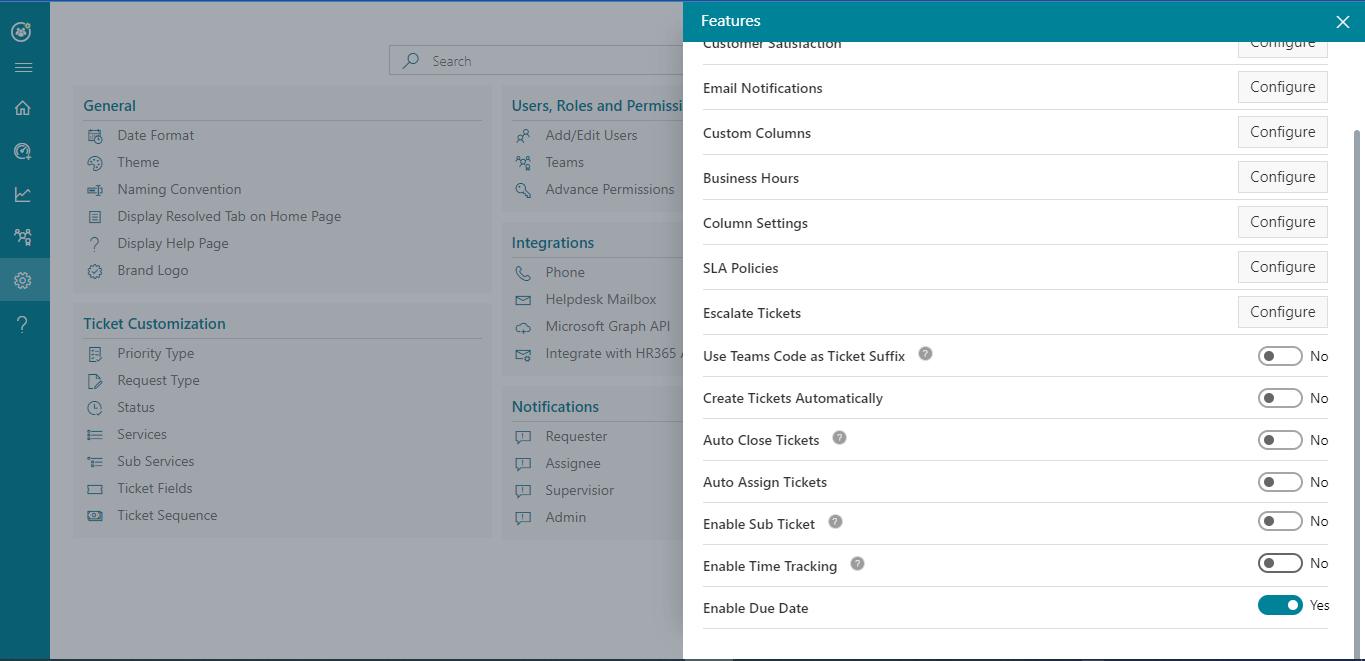 Features
Search
General
Date Format
Theme
Naming Convention
Display Resolved Tab on Home Page
Display Help Page
Brand Logo
Ticket Customization
Priority Type
Request Type
Status
Services
Sub Services
Ticket Fields
Ticket Sequence
Users, Roles and Permissi
Add/Edit Users
Teams
Advance Permissions
Integrations
Phone
Helpdesk Mailbox
Microsoft Graph API
Integrate with HR365 A
Notifications
Requester
Assignee
Supervisior
Admin
Customer Satisfaction Configure
Email Notifications Configure
Custom Columns Configure
Business Hours Configure
Column Settings Configure
SLA Policies Configure
Escalate Tickets Configure
Use Teams Code as Ticket Suffix ? No
Create Tickets Automatically No
Auto Close Tickets ? No
Auto Assign Tickets No
Enable Sub Ticket ? No
Enable Time Tracking ? No
Enable Due Date Yes